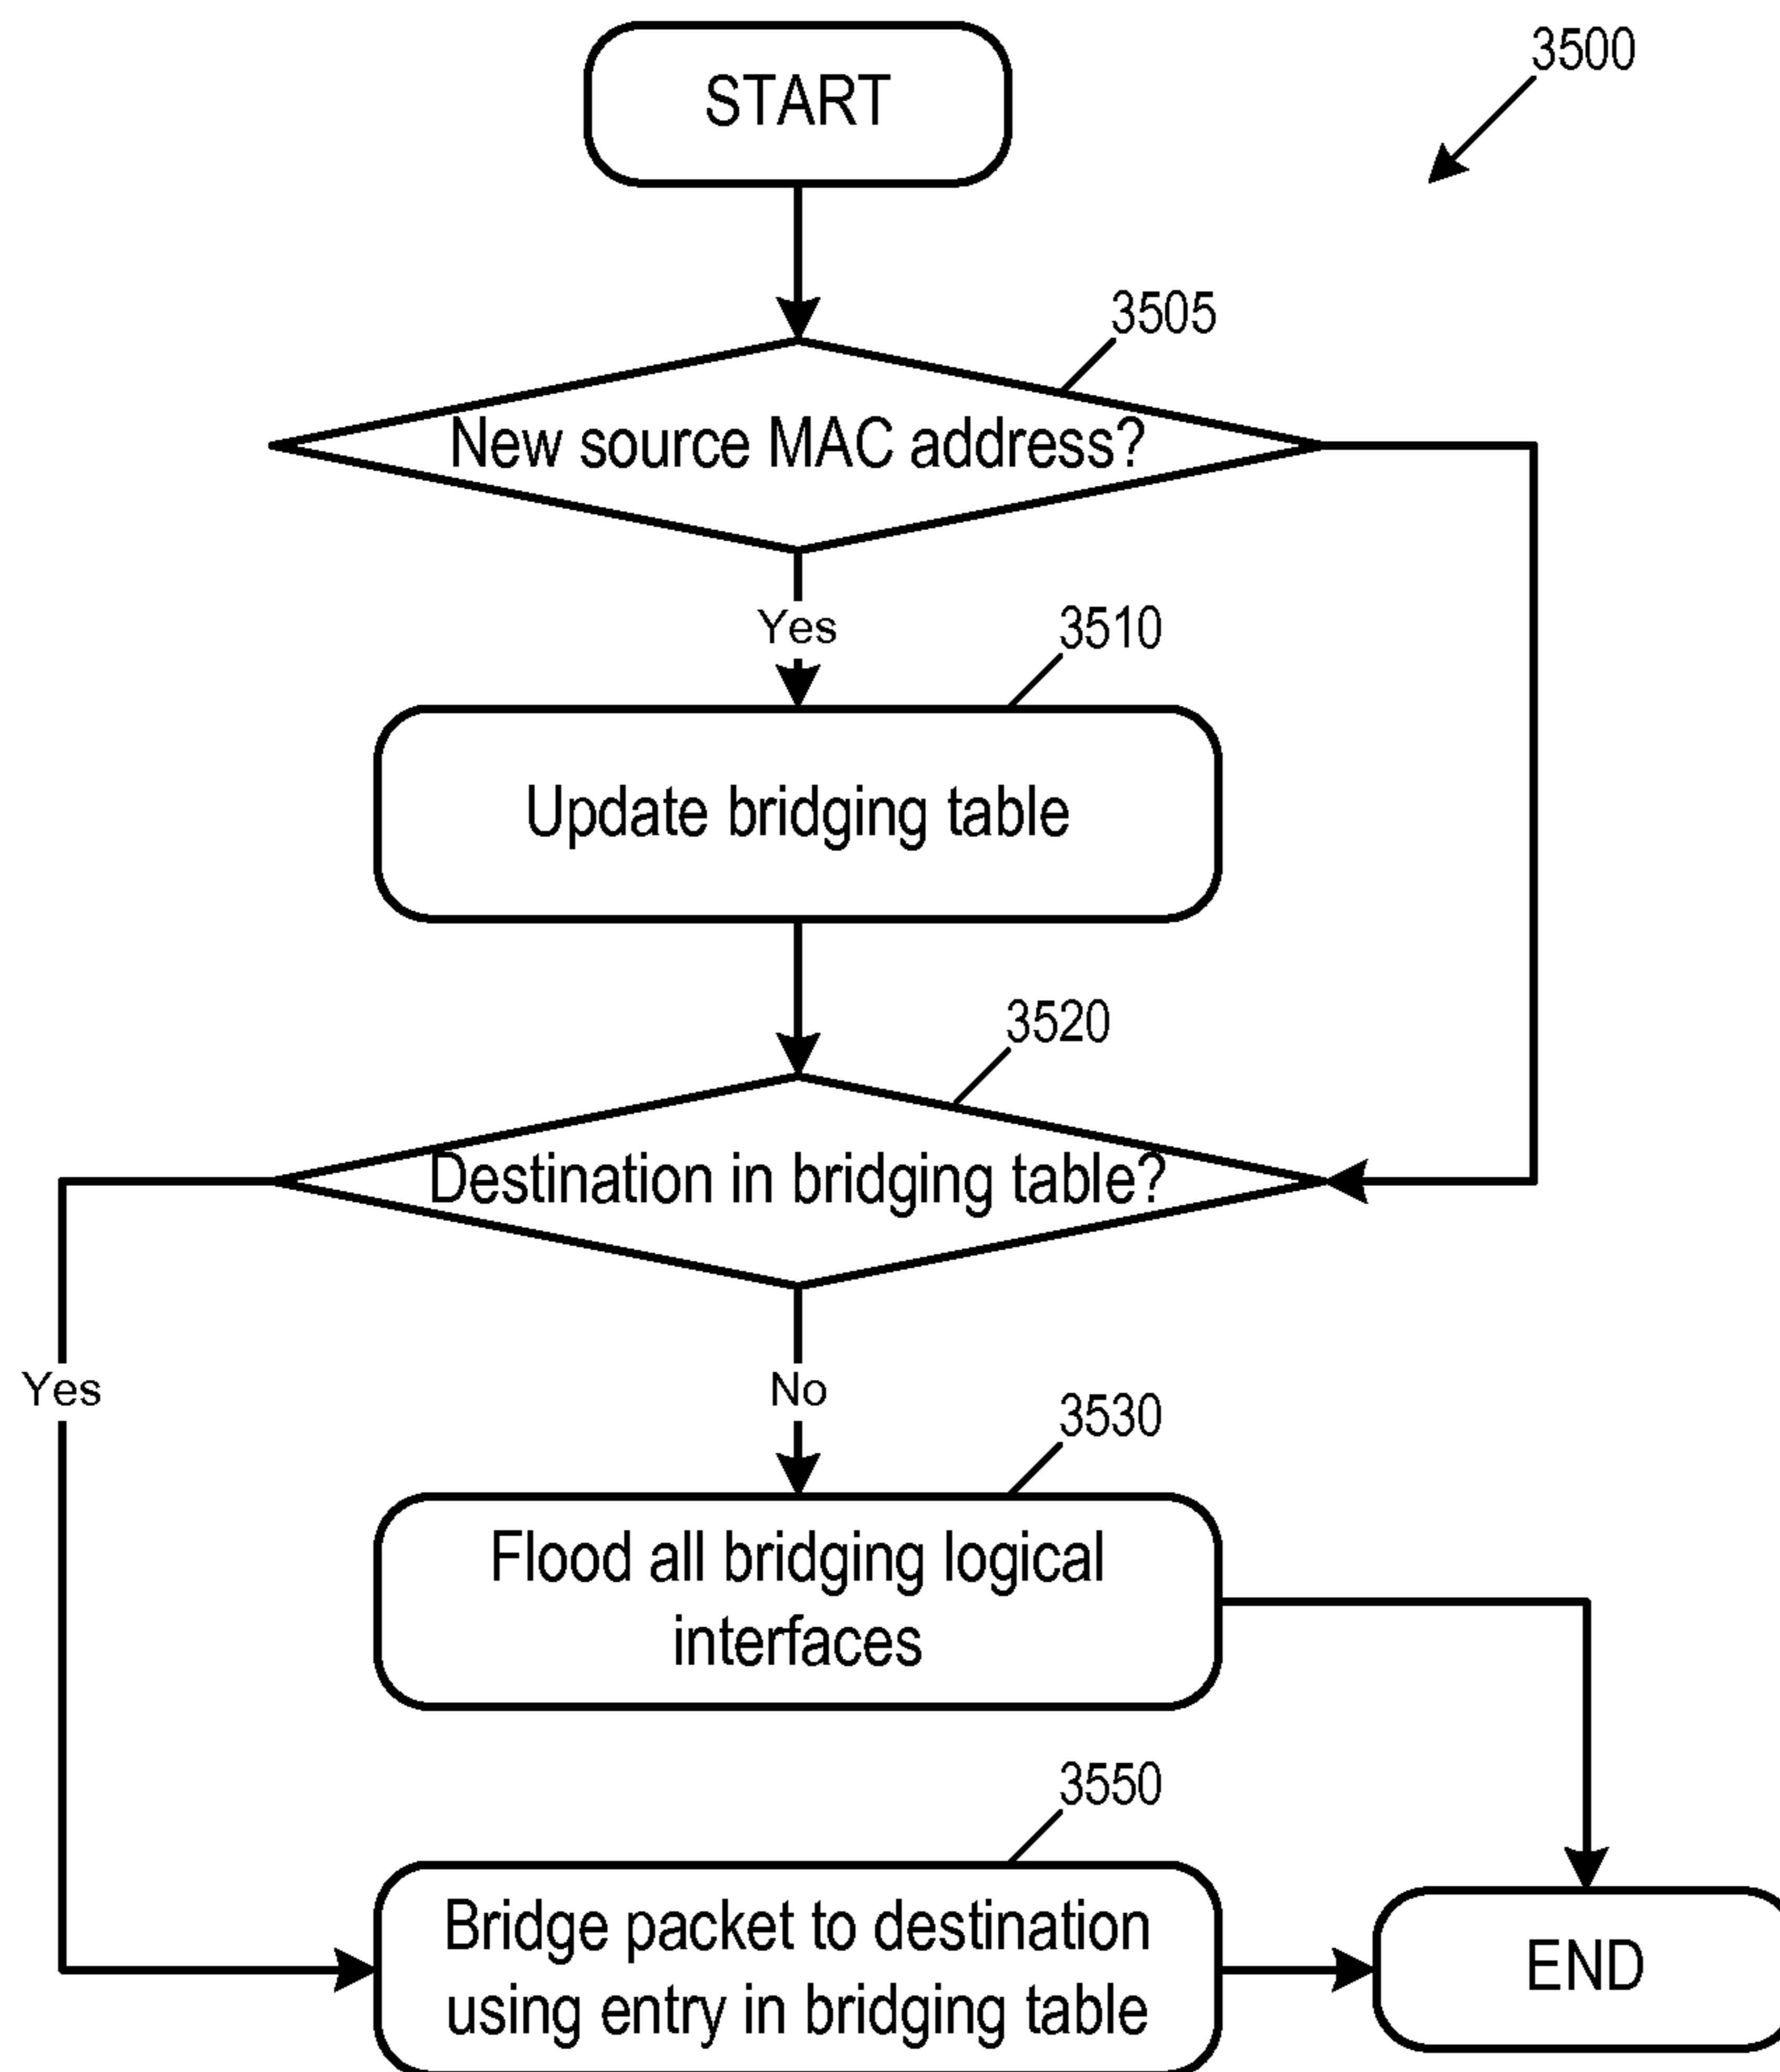 START
3500
3505
New source MAC address?
Yes
3510
Update bridging table
3520
Destination in bridging table?
Yes
No
3530
Flood all bridging logical
interfaces
3550
Bridge packet to destination
using entry in bridging table
END